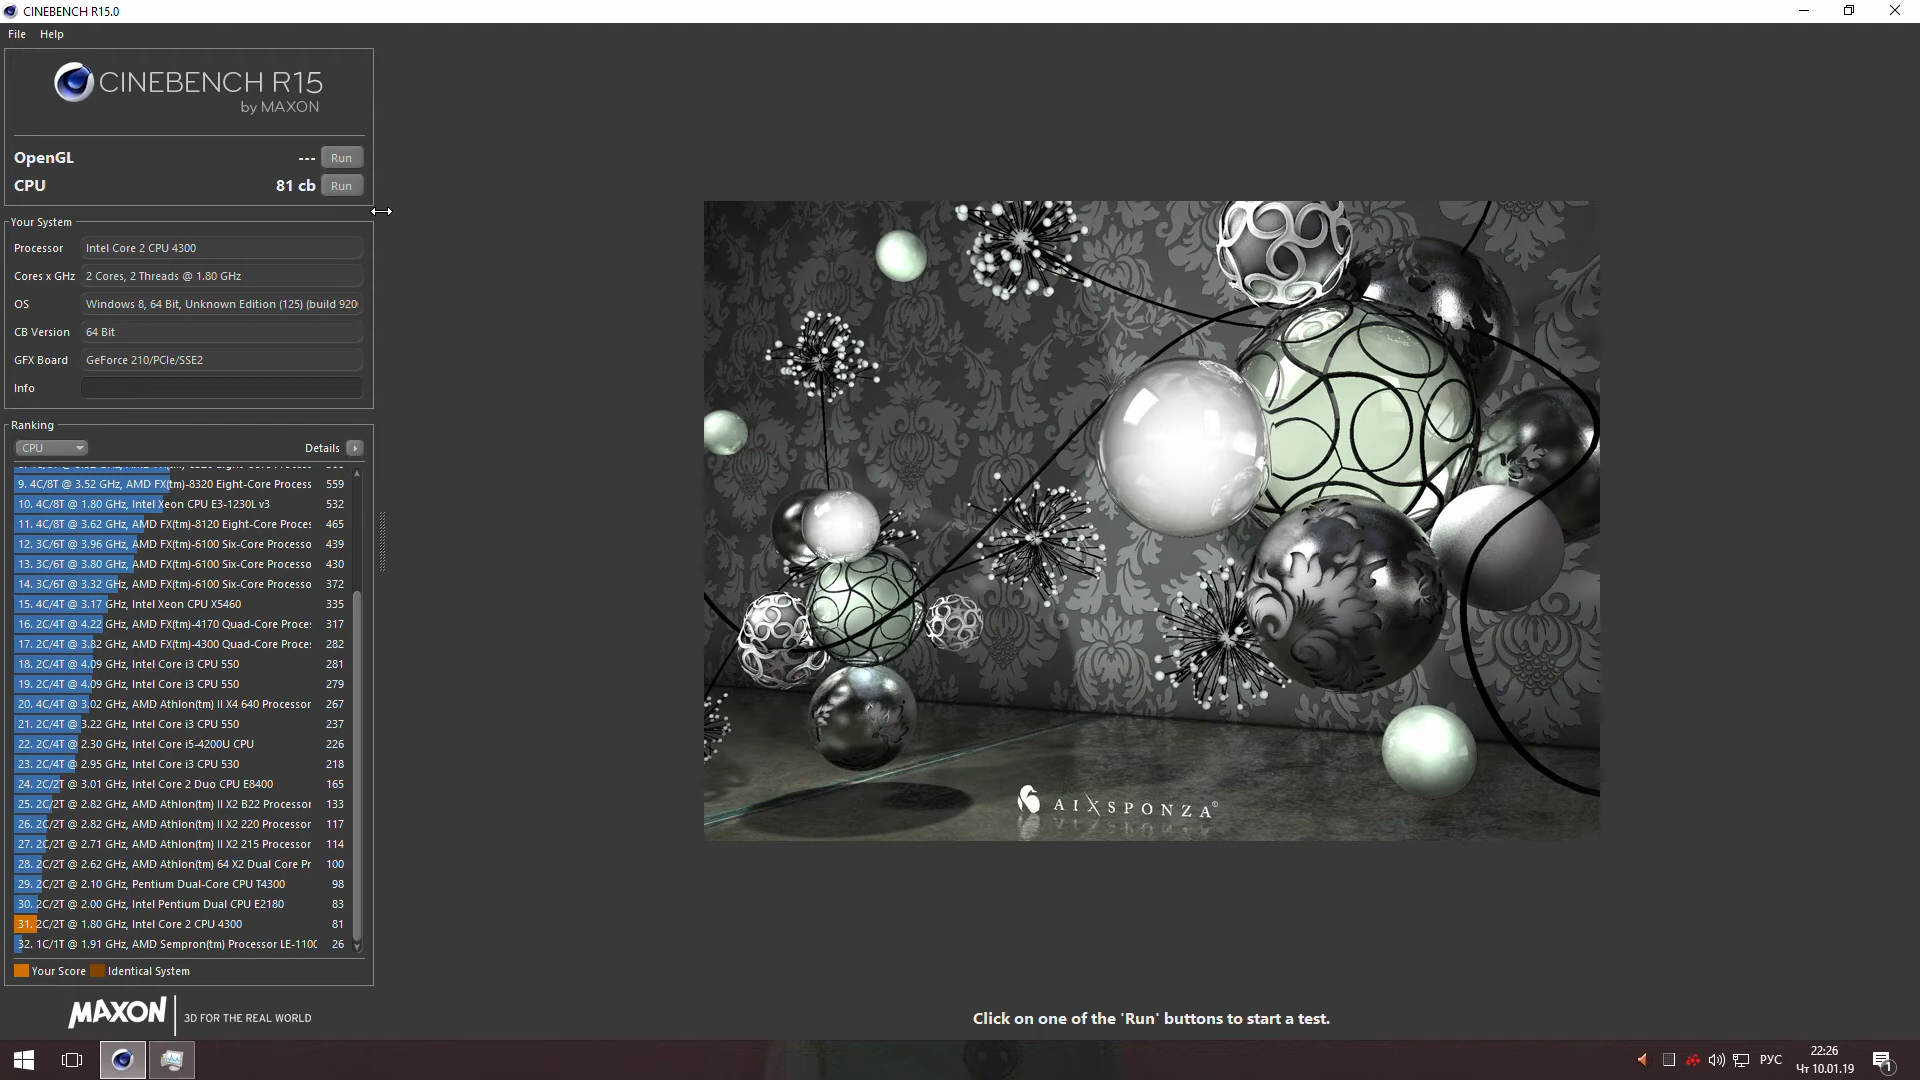 CINEBENCH R15.0
File Help
CINEBENCH R15
by MAXON
OpenGL --- Run
CPU 81 cb Run
Your System
Processor Intel Core 2 CPU 4300
Cores x GHz 2 Cores, 2 Threads @ 1.80 GHz
OS Windows 8, 64 Bit, Unknown Edition (125) (build 920
CB Version 64 Bit
GFX Board GeForce 210/PCIe/SSE2
Info
Ranking
CPU Details
9. 4C/8T @ 3.52 GHz, AMD FX(tm)-8320 Eight-Core Process 559
10. 4C/8T @ 1.80 GHz, Intel Xeon CPU E3-1230L v3 532
11. 4C/8T @ 3.62 GHz, AMD FX(tm)-8120 Eight-Core Proces 465
12. 3C/6T @ 3.96 GHz, AMD FX(tm)-6100 Six-Core Processo 439
13. 3C/6T @ 3.80 GHz, AMD FX(tm)-6100 Six-Core Processo 430
14. 3C/6T @ 3.32 GHz, AMD FX(tm)-6100 Six-Core Processo 372
15. 4C/4T @ 3.17 GHz, Intel Xeon CPU X5460 335
16. 2C/4T @ 4.22 GHz, AMD FX(tm)-4170 Quad-Core Proces 317
17. 2C/4T @ 3.82 GHz, AMD FX(tm)-4300 Quad-Core Proce 282
18. 2C/4T @ 4.09 GHz, Intel Core i3 CPU 550 281
19. 2C/4T @ 4.09 GHz, Intel Core i3 CPU 550 279
20. 4C/4T @ 3.02 GHz, AMD Athlon(tm) II X4 640 Processor 267
21. 2C/4T @ 3.22 GHz, Intel Core i3 CPU 550 237
22. 2C/4T @ 2.30 GHz, Intel Core i5-4200U CPU 226
23. 2C/4T @ 2.95 GHz, Intel Core i3 CPU 530 218
24. 2C/2T @ 3.01 GHz, Intel Core 2 Duo CPU E8400 165
25. 2C/2T @ 2.82 GHz, AMD Athlon(tm) II X2 B22 Processor 133
26. 2C/2T @ 2.82 GHz, AMD Athlon(tm) II X2 220 Processor 117
27. 2C/2T @ 2.71 GHz, AMD Athlon(tm) II X2 215 Processor 114
28. 2C/2T @ 2.62 GHz, AMD Athlon(tm) 64 X2 Dual Core Pr 100
29. 2C/2T @ 2.10 GHz, Pentium Dual-Core CPU T4300 98
30. 2C/2T @ 2.00 GHz, Intel Pentium Dual CPU E2180 83
31. 2C/2T @ 1.80 GHz, Intel Core 2 CPU 4300 81
32. 1C/1T @ 1.91 GHz, AMD Sempron(tm) Processor LE-1100 26
Your Score Identical System
MAXON 3D FOR THE REAL WORLD
AIXSPONZA®
Click on one of the 'Run' buttons to start a test.
РУС
22:26
Чт 10.01.19
1